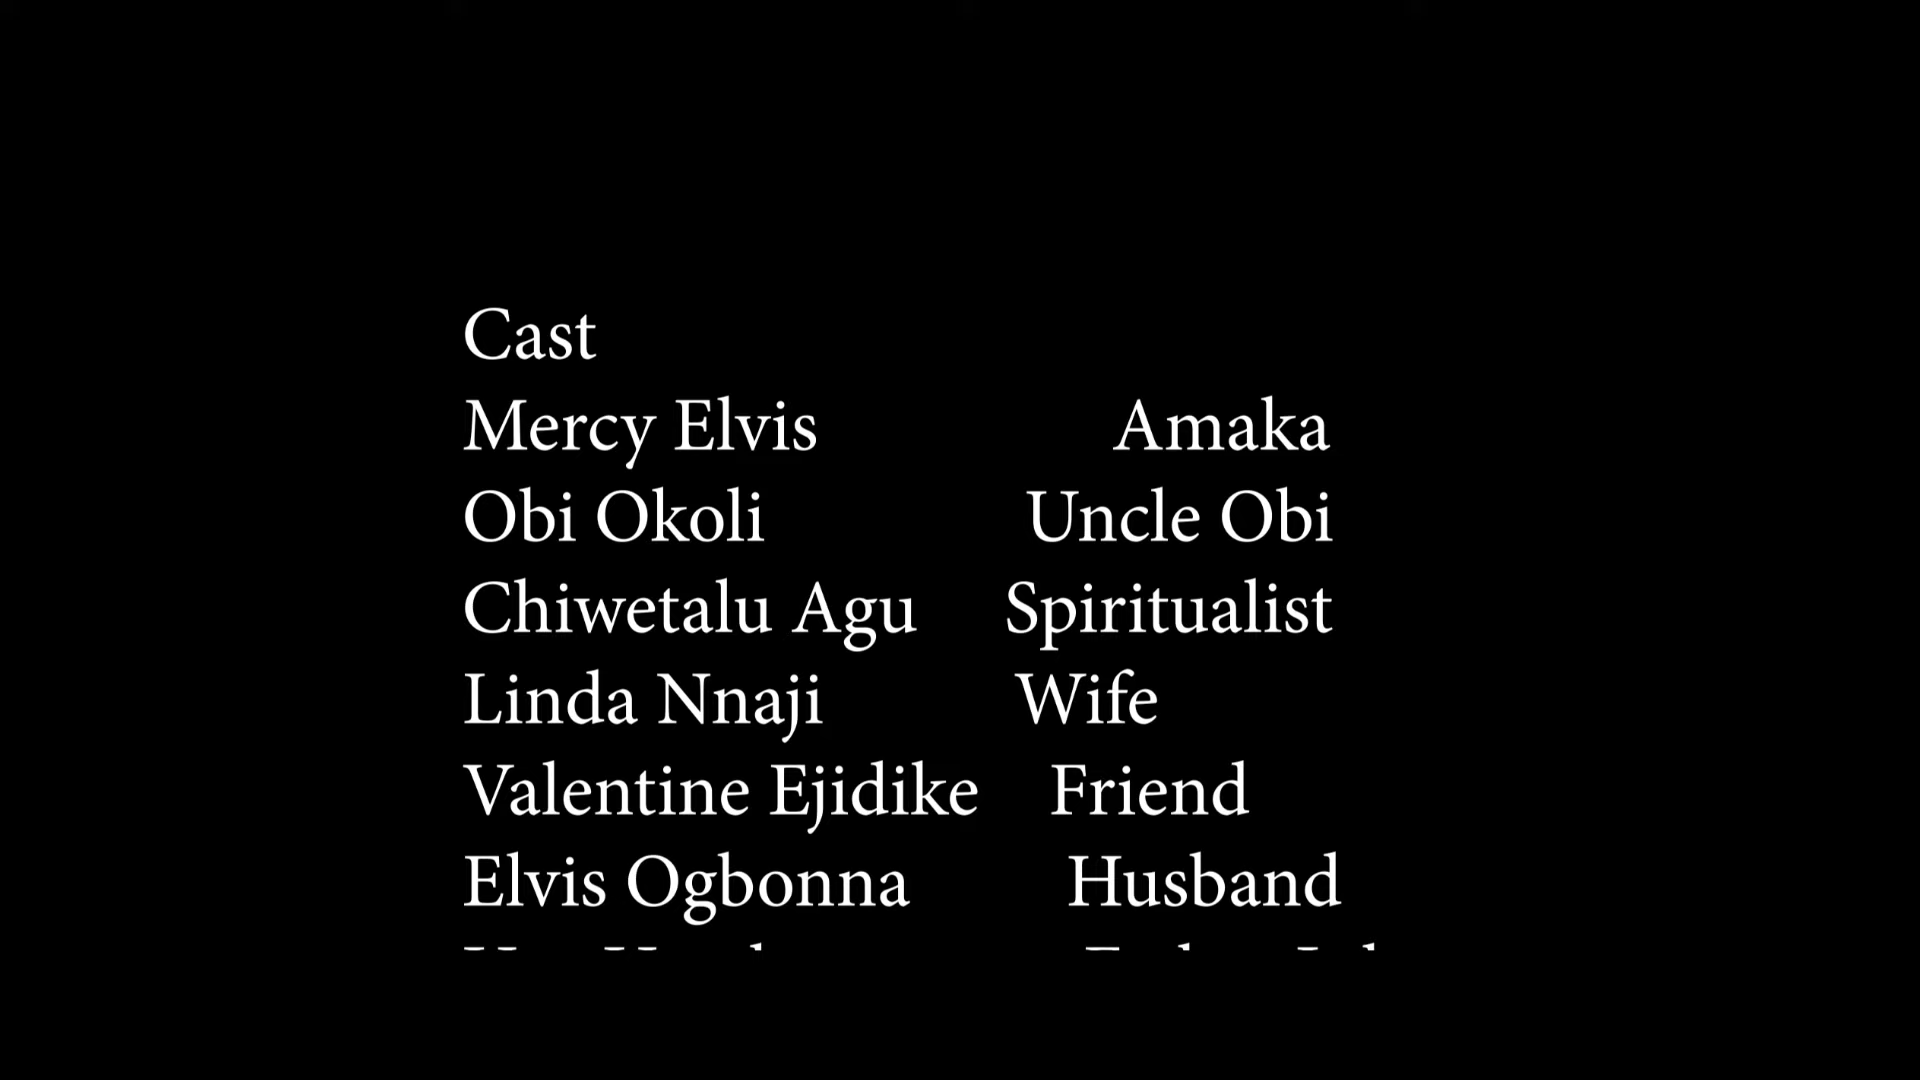 Cast
Mercy Elvis Amaka
Obi Okoli Uncle Obi
Chiwetalu Agu Spiritualist
Linda Nnaji Wife
Valentine Ejidike Friend
Elvis Ogbonna Husband